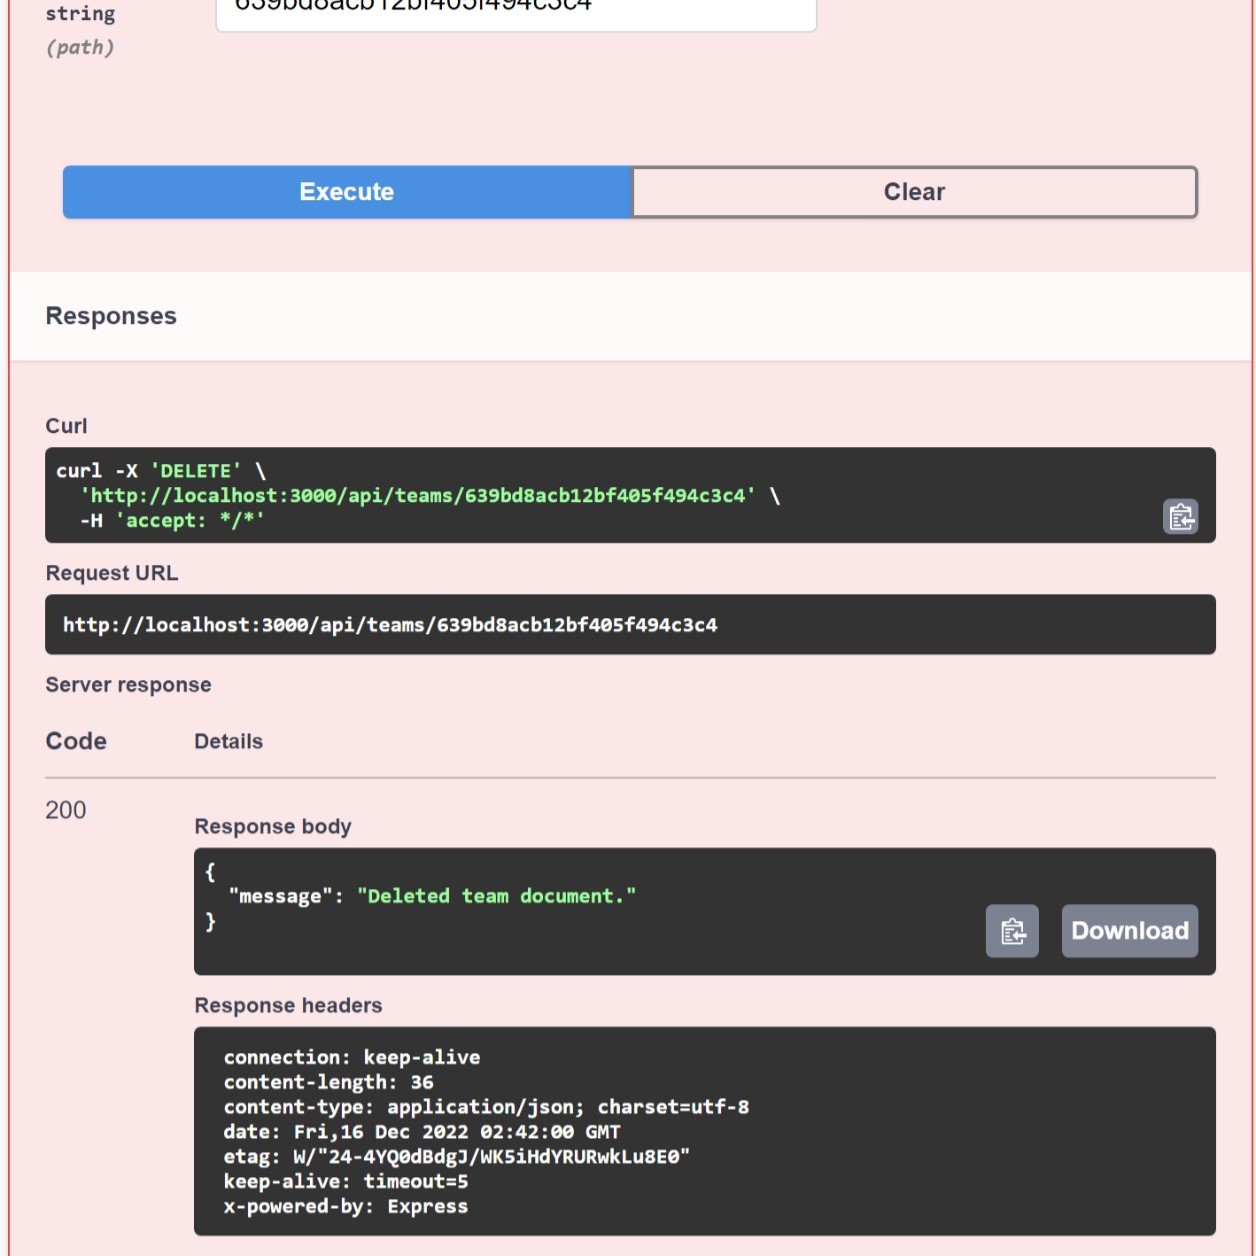 string
639bd8acb12bf405f494c3c4
(path)
Execute
Clear
Responses
Curl
curl -X 'DELETE' \
'http://localhost:3000/api/teams/639bd8acb12bf405f494c3c4' \
-H 'accept: */*'
Request URL
http://localhost:3000/api/teams/639bd8acb12bf405f494c3c4
Server response
Code
Details
200
Response body
{
"message": "Deleted team document."
}
Download
Response headers
connection: keep-alive
content-length: 36
content-type: application/json; charset=utf-8
date: Fri,16 Dec 2022 02:42:00 GMT
etag: W/"24-4YQ0dBdgJ/WK5iHdYRURwkLu8E0"
keep-alive: timeout=5
x-powered-by: Express